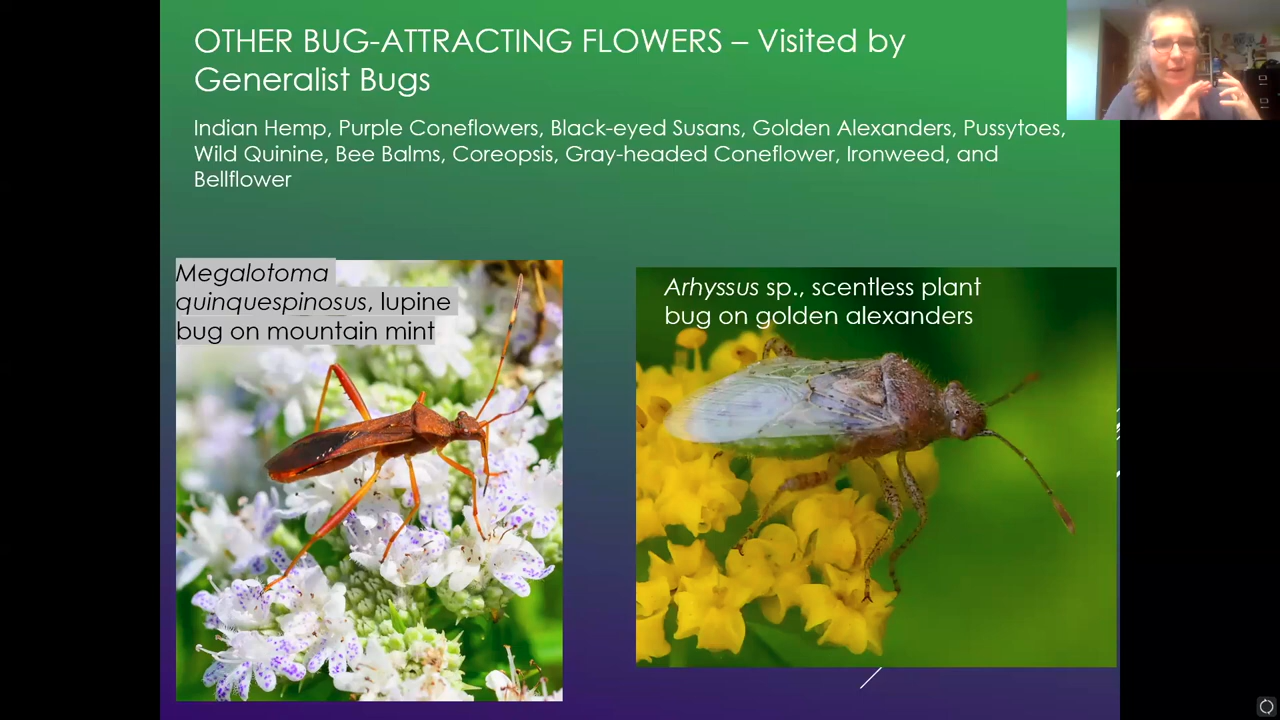 OTHER BUG-ATTRACTING FLOWERS – Visited by
Generalist Bugs
Indian Hemp, Purple Coneflowers, Black-eyed Susans, Golden Alexanders, Pussytoes,
Wild Quinine, Bee Balms, Coreopsis, Gray-headed Coneflower, Ironweed, and
Bellflower
Megalotoma
quinquespinosus, lupine
bug on mountain mint
Arhyssus sp., scentless plant
bug on golden alexanders